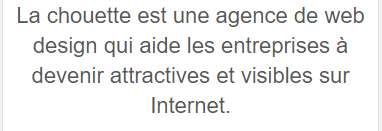 La chouette est une agence de web
design qui aide les entreprises à
devenir attractives et visibles sur
Internet.